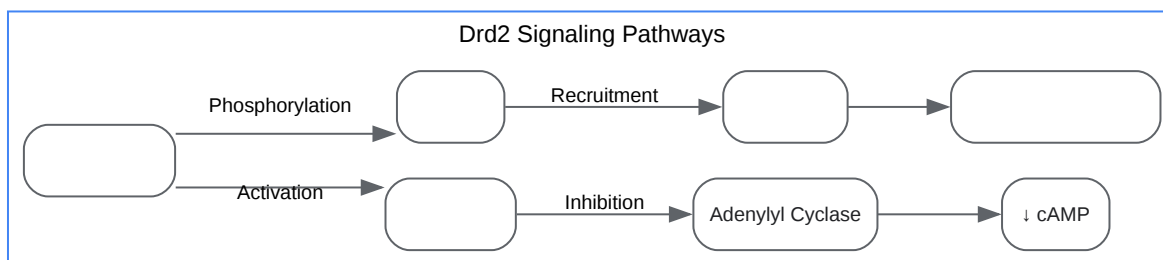 Drd2 Signaling Pathways
Phosphorylation
Recruitment
Activation
Inhibition
Adenylyl Cyclase
↓ cAMP